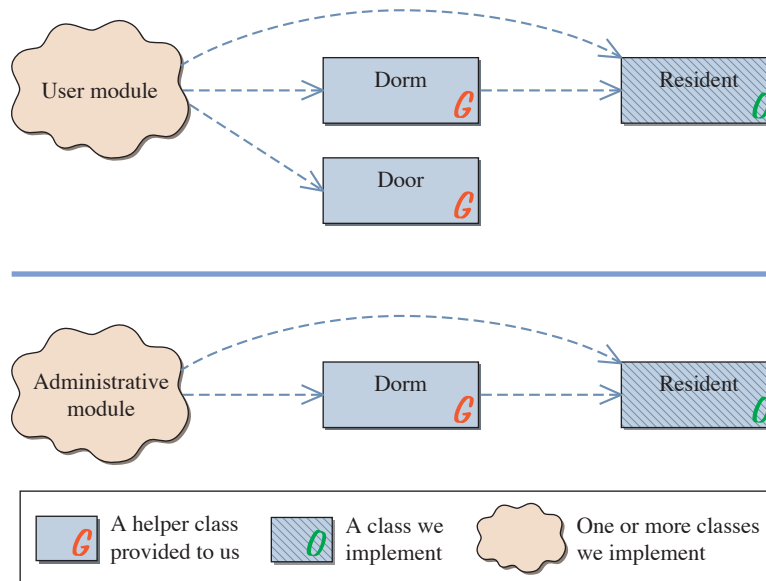 User module
Dorm
G
Resident
O
Door
G
Administrative
module
Dorm
G
Resident
O
G
A helper class
provided to us
O
A class we
implement
One or more classes
we implement